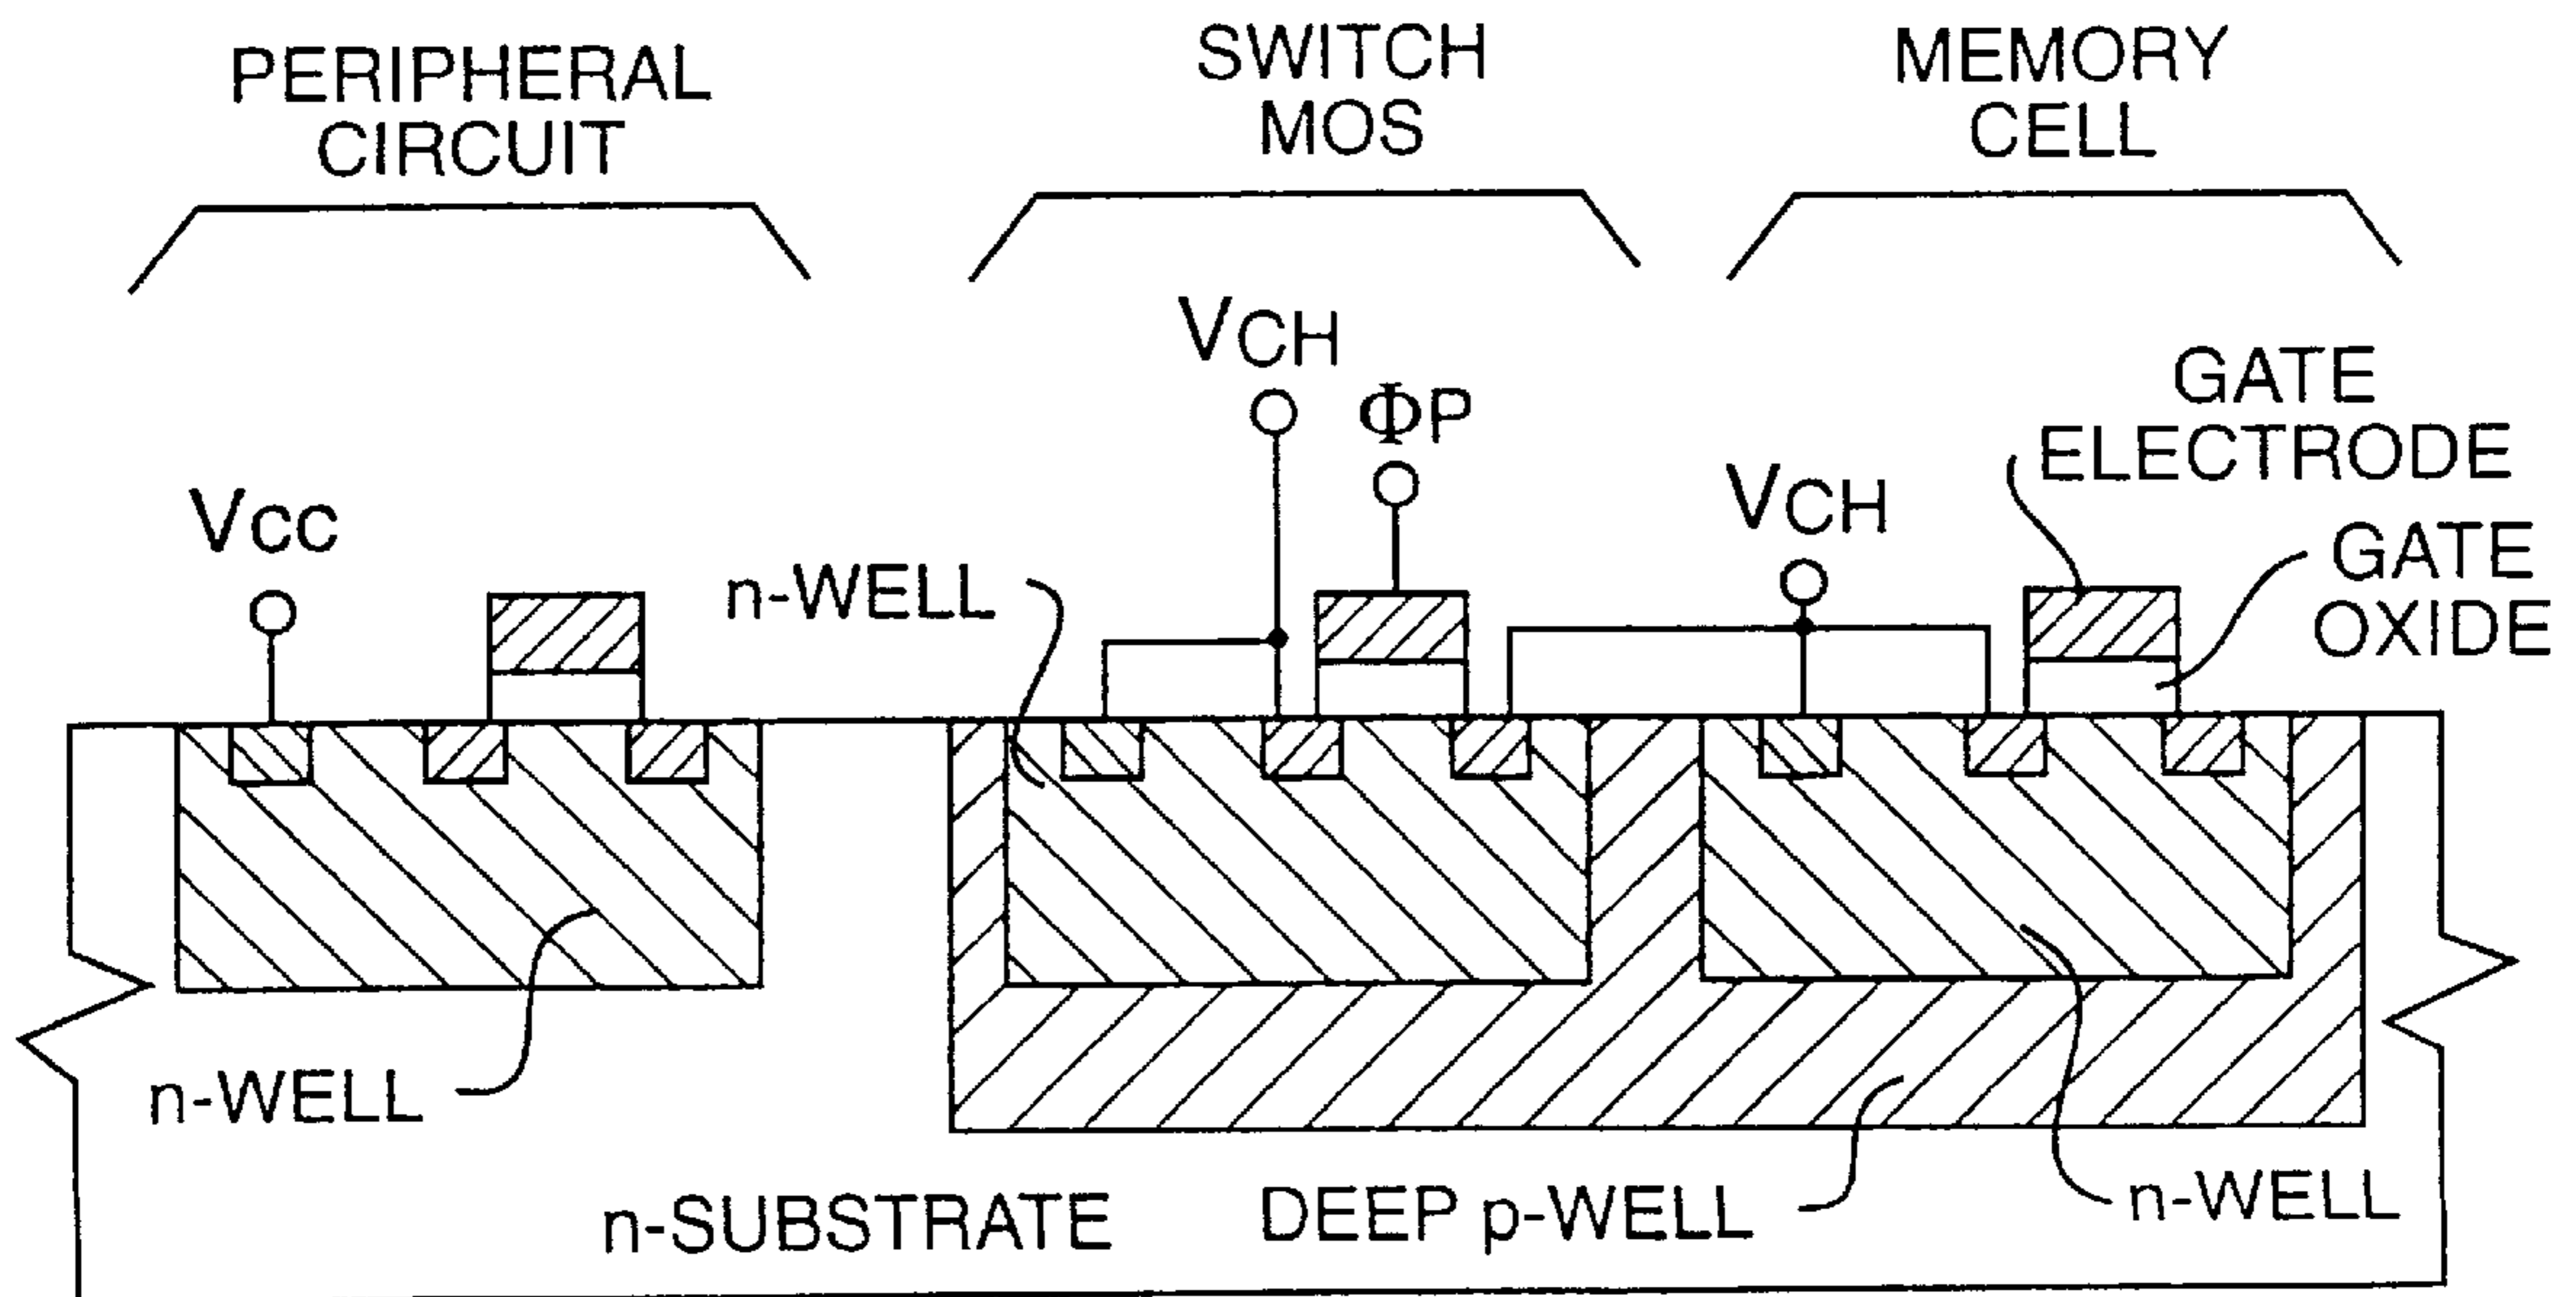 PERIPHERAL
CIRCUIT
SWITCH
MOS
MEMORY
CELL
VCH
ΦP
GATE
ELECTRODE
VCC
n-WELL
VCH
GATE
OXIDE
n-WELL
n-SUBSTRATE
DEEP p-WELL
n-WELL